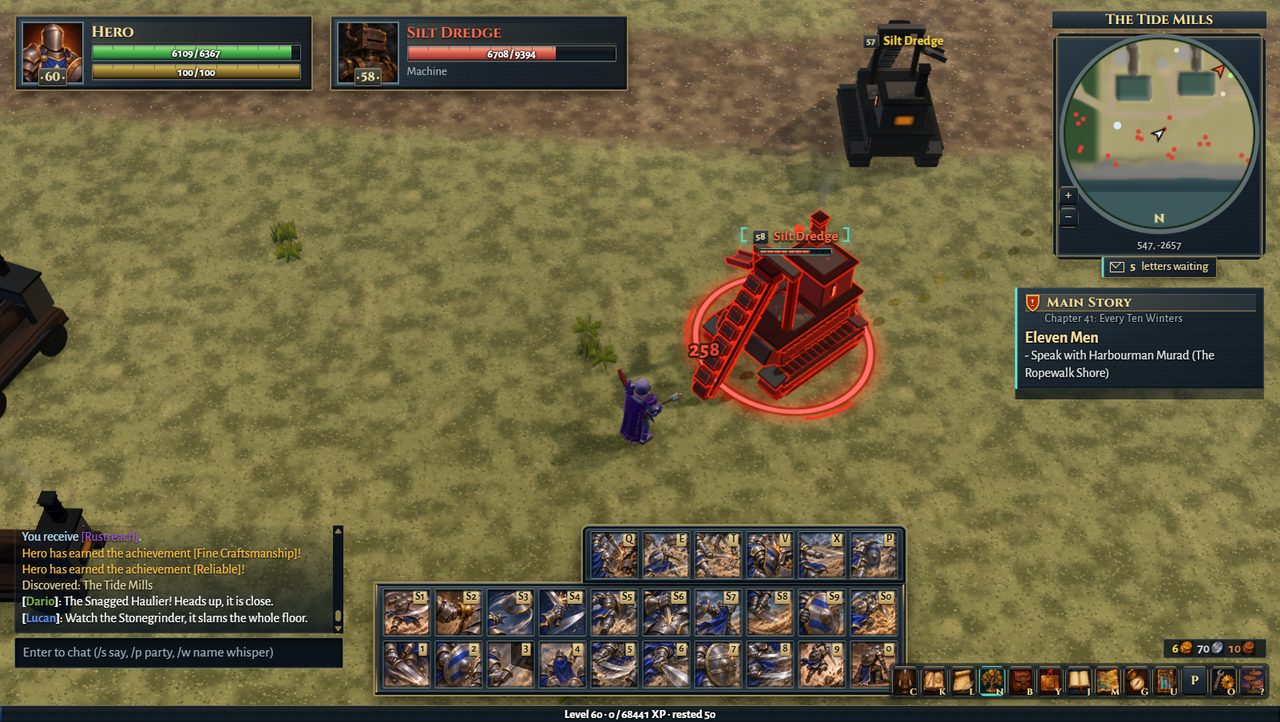 HERO
6109/6367
100/100
60
SILT DREDGE
6708/9394
Machine
58
57 Silt Dredge
THE TIDE MILLS
+
−
N
547, -2657
5 letters waiting
MAIN STORY
Chapter 41: Every Ten Winters
Eleven Men
- Speak with Harbourman Murad (The
Ropewalk Shore)
58 Silt Dredge
258
You receive [Rustreach].
Hero has earned the achievement [Fine Craftsmanship]!
Hero has earned the achievement [Reliable]!
Discovered: The Tide Mills
[Dario]: The Snagged Haulier! Heads up, it is close.
[Lucan]: Watch the Stonegrinder, it slams the whole floor.
Enter to chat (/s say, /p party, /w name whisper)
Q E T V X P
S1 S2 S3 S4 S5 S6 S7 S8 S9 S0
1 2 3 4 5 6 7 8 9 0
6 70 10
C K L N B Y J M G U P O ?
Level 60 · 0 / 68441 XP · rested 50